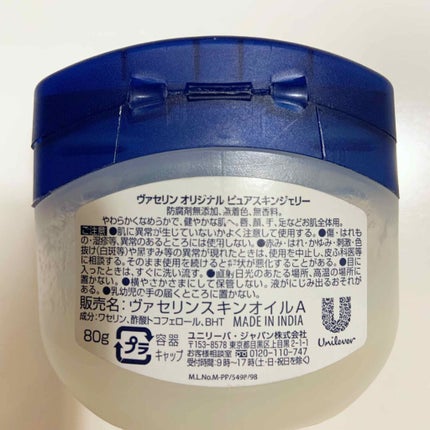 ヴァセリン オリジナル ピュアスキンジェリー
防腐剤無添加、無着色、無香料。
やわらかくなめらかで、健やかな肌へ。唇、顔、手、足などお肌全体用。
ご注意 ●肌に異常が生じていないかよく注意して使用する。●傷・はれもの・湿疹等、異常のあるところには使用しない。●赤み・はれ・かゆみ・刺激・色
抜け(白斑等)や黒ずみ等の異常が現れたときは、使用を中止し、皮ふ科医等に相談する。そのまま使用を続けると症状が悪化することがある。●目に
入ったときは、すぐに洗い流す。●直射日光のあたる場所、高温の場所に置かない。●横やさかさまにして保管しない。液がにじみ出るおそれが
ある。●乳幼児の手の届くところに置かない。
販売名:ヴァセリンスキンオイルA
成分:ワセリン、酢酸トコフェロール、BHT MADE IN INDIA
80g プラ 容器 キャップ
ユニリーバ・ジャパン株式会社
〒153-8578 東京都目黒区上目黒2-1-1
お客様相談室 0120-110-747
受付時間:9時~17時(土・日・祝日を除く)
Unilever
M.L.No.M-PP/549P/98